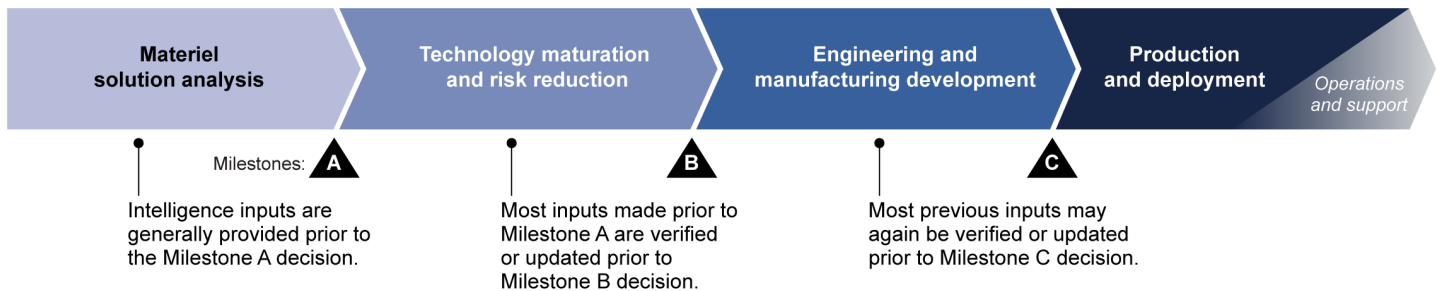 Materiel
solution analysis
Technology maturation
and risk reduction
Engineering and
manufacturing development
Production
and deployment
Operations
and support
Milestones:
A
B
C
Intelligence inputs are
generally provided prior to
the Milestone A decision.
Most inputs made prior to
Milestone A are verified
or updated prior to
Milestone B decision.
Most previous inputs may
again be verified or updated
prior to Milestone C decision.